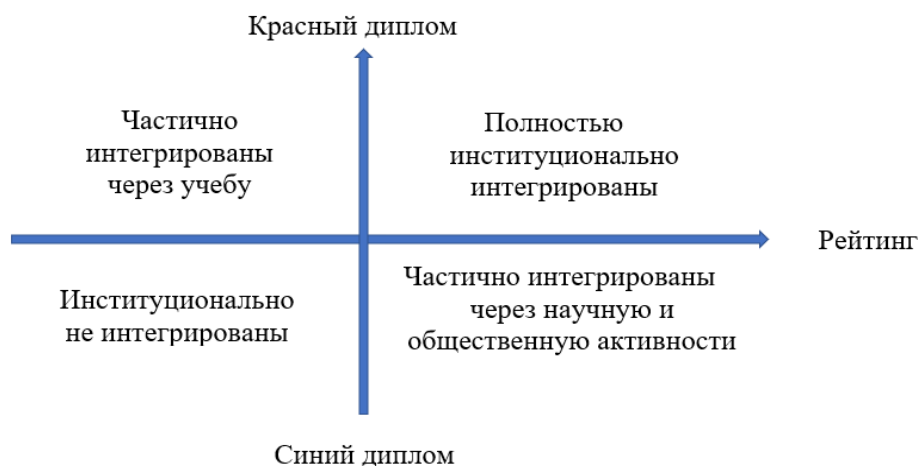 Красный диплом
Частично
интегрированы
через учебу
Полностью
институционально
интегрированы
Рейтинг
Институционально
не интегрированы
Частично интегрированы
через научную и
общественную активности
Синий диплом